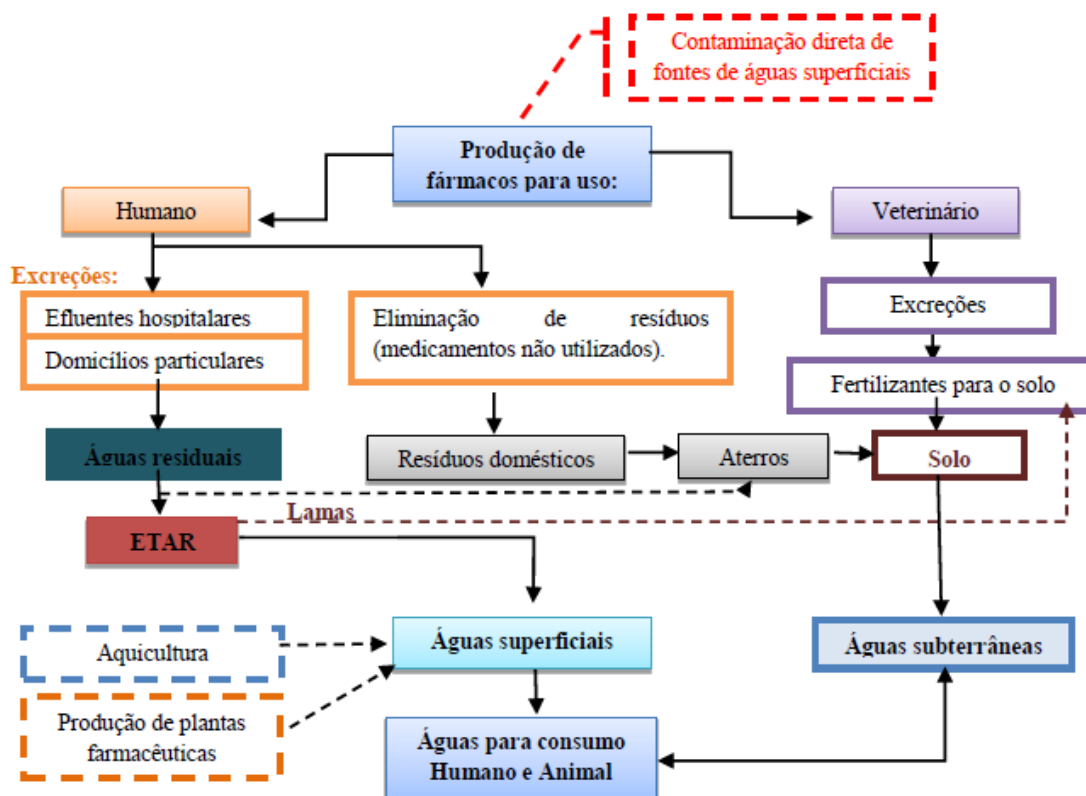 Contaminação direta de
fontes de águas superficiais
Produção de
fármacos para uso:
Humano
Veterinário
Excreções:
Efluentes hospitalares
Domicílios particulares
Eliminação de resíduos
(medicamentos não utilizados).
Excreções
Fertilizantes para o solo
Águas residuais
Resíduos domésticos
Aterros
Solo
Lamas
ETAR
Aquicultura
Águas superficiais
Águas subterrâneas
Produção de plantas
farmacêuticas
Águas para consumo
Humano e Animal